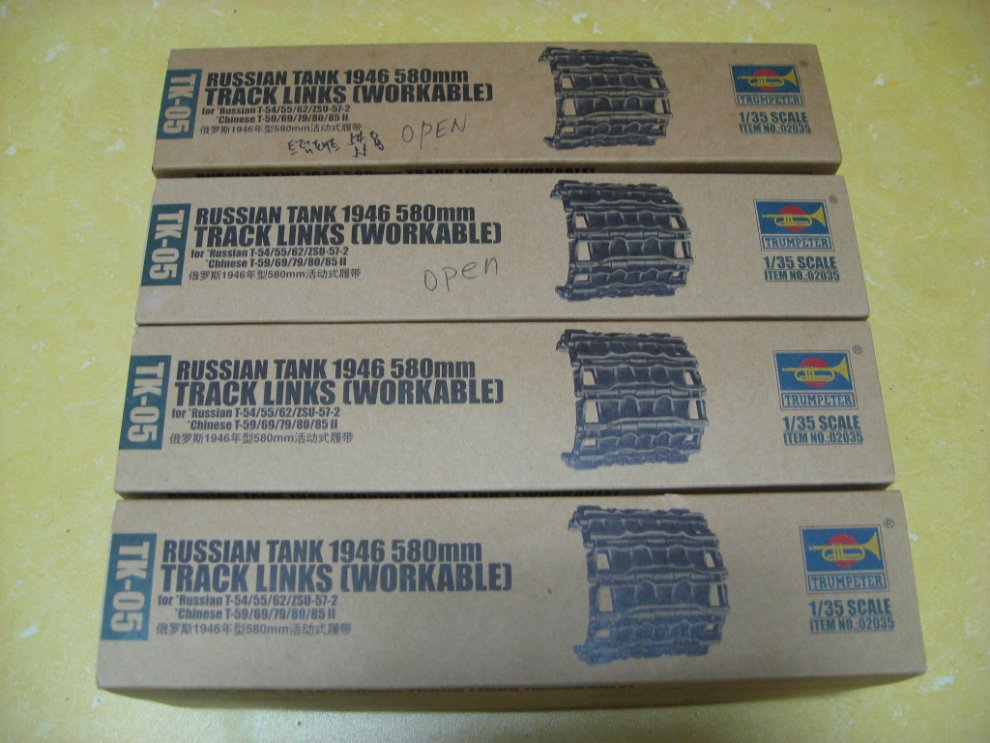 TK-05
RUSSIAN TANK 1946 580mm
TRACK LINKS (WORKABLE)
for *Russian T-54/55/62/ZSU-57-2
*Chinese T-59/69/79/80/85 II
俄罗斯1946年型580mm活动式履带
OPEN
®
TRUMPETER
1/35 SCALE
ITEM NO.:02035
TK-05
RUSSIAN TANK 1946 580mm
TRACK LINKS (WORKABLE)
for *Russian T-54/55/62/ZSU-57-2
*Chinese T-59/69/79/80/85 II
俄罗斯1946年型580mm活动式履带
open
®
TRUMPETER
1/35 SCALE
ITEM NO.:02035
TK-05
RUSSIAN TANK 1946 580mm
TRACK LINKS (WORKABLE)
for *Russian T-54/55/62/ZSU-57-2
*Chinese T-59/69/79/80/85 II
俄罗斯1946年型580mm活动式履带
®
TRUMPETER
1/35 SCALE
ITEM NO.:02035
TK-05
RUSSIAN TANK 1946 580mm
TRACK LINKS (WORKABLE)
for *Russian T-54/55/62/ZSU-57-2
*Chinese T-59/69/79/80/85 II
俄罗斯1946年型580mm活动式履带
®
TRUMPETER
1/35 SCALE
ITEM NO.:02035